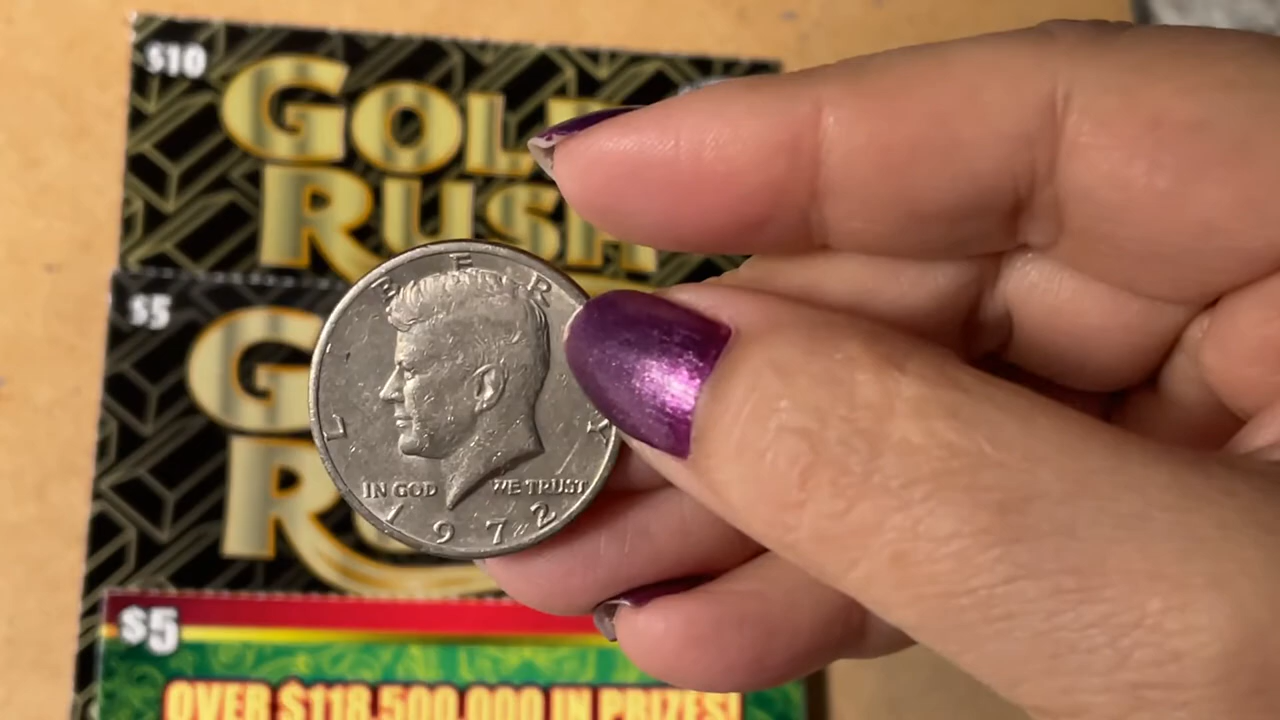 $10
GOLD
RUSH
$5
G
R
LIBERTY
IN GOD WE TRUST
1972
$5
OVER $118,500,000 IN PRIZES!